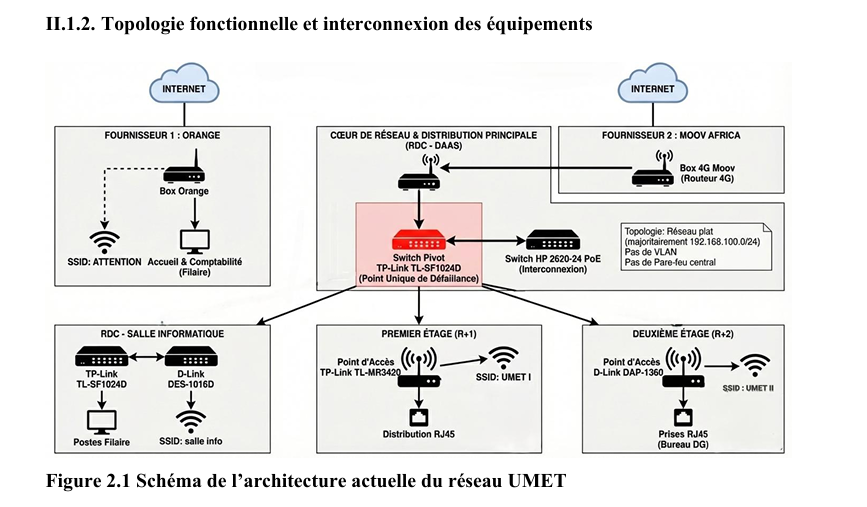 II.1.2. Topologie fonctionnelle et interconnexion des équipements
INTERNET
INTERNET
FOURNISSEUR 1 : ORANGE
Box Orange
SSID: ATTENTION
Accueil & Comptabilité
(Filaire)
CŒUR DE RÉSEAU & DISTRIBUTION PRINCIPALE
(RDC - DAAS)
FOURNISSEUR 2 : MOOV AFRICA
Box 4G Moov
(Routeur 4G)
Switch Pivot
TP-Link TL-SF1024D
(Point Unique de Défaillance)
Switch HP 2620-24 PoE
(Interconnexion)
Topologie: Réseau plat
(majoritairement 192.168.100.0/24)
Pas de VLAN
Pas de Pare-feu central
RDC - SALLE INFORMATIQUE
TP-Link
TL-SF1024D
D-Link
DES-1016D
Postes Filaire
SSID: salle info
PREMIER ÉTAGE (R+1)
Point d'Accès
TP-Link TL-MR3420
SSID: UMET I
Distribution RJ45
DEUXIÈME ÉTAGE (R+2)
Point d'Accès
D-Link DAP-1360
SSID : UMET II
Prises RJ45
(Bureau DG)
Figure 2.1 Schéma de l’architecture actuelle du réseau UMET